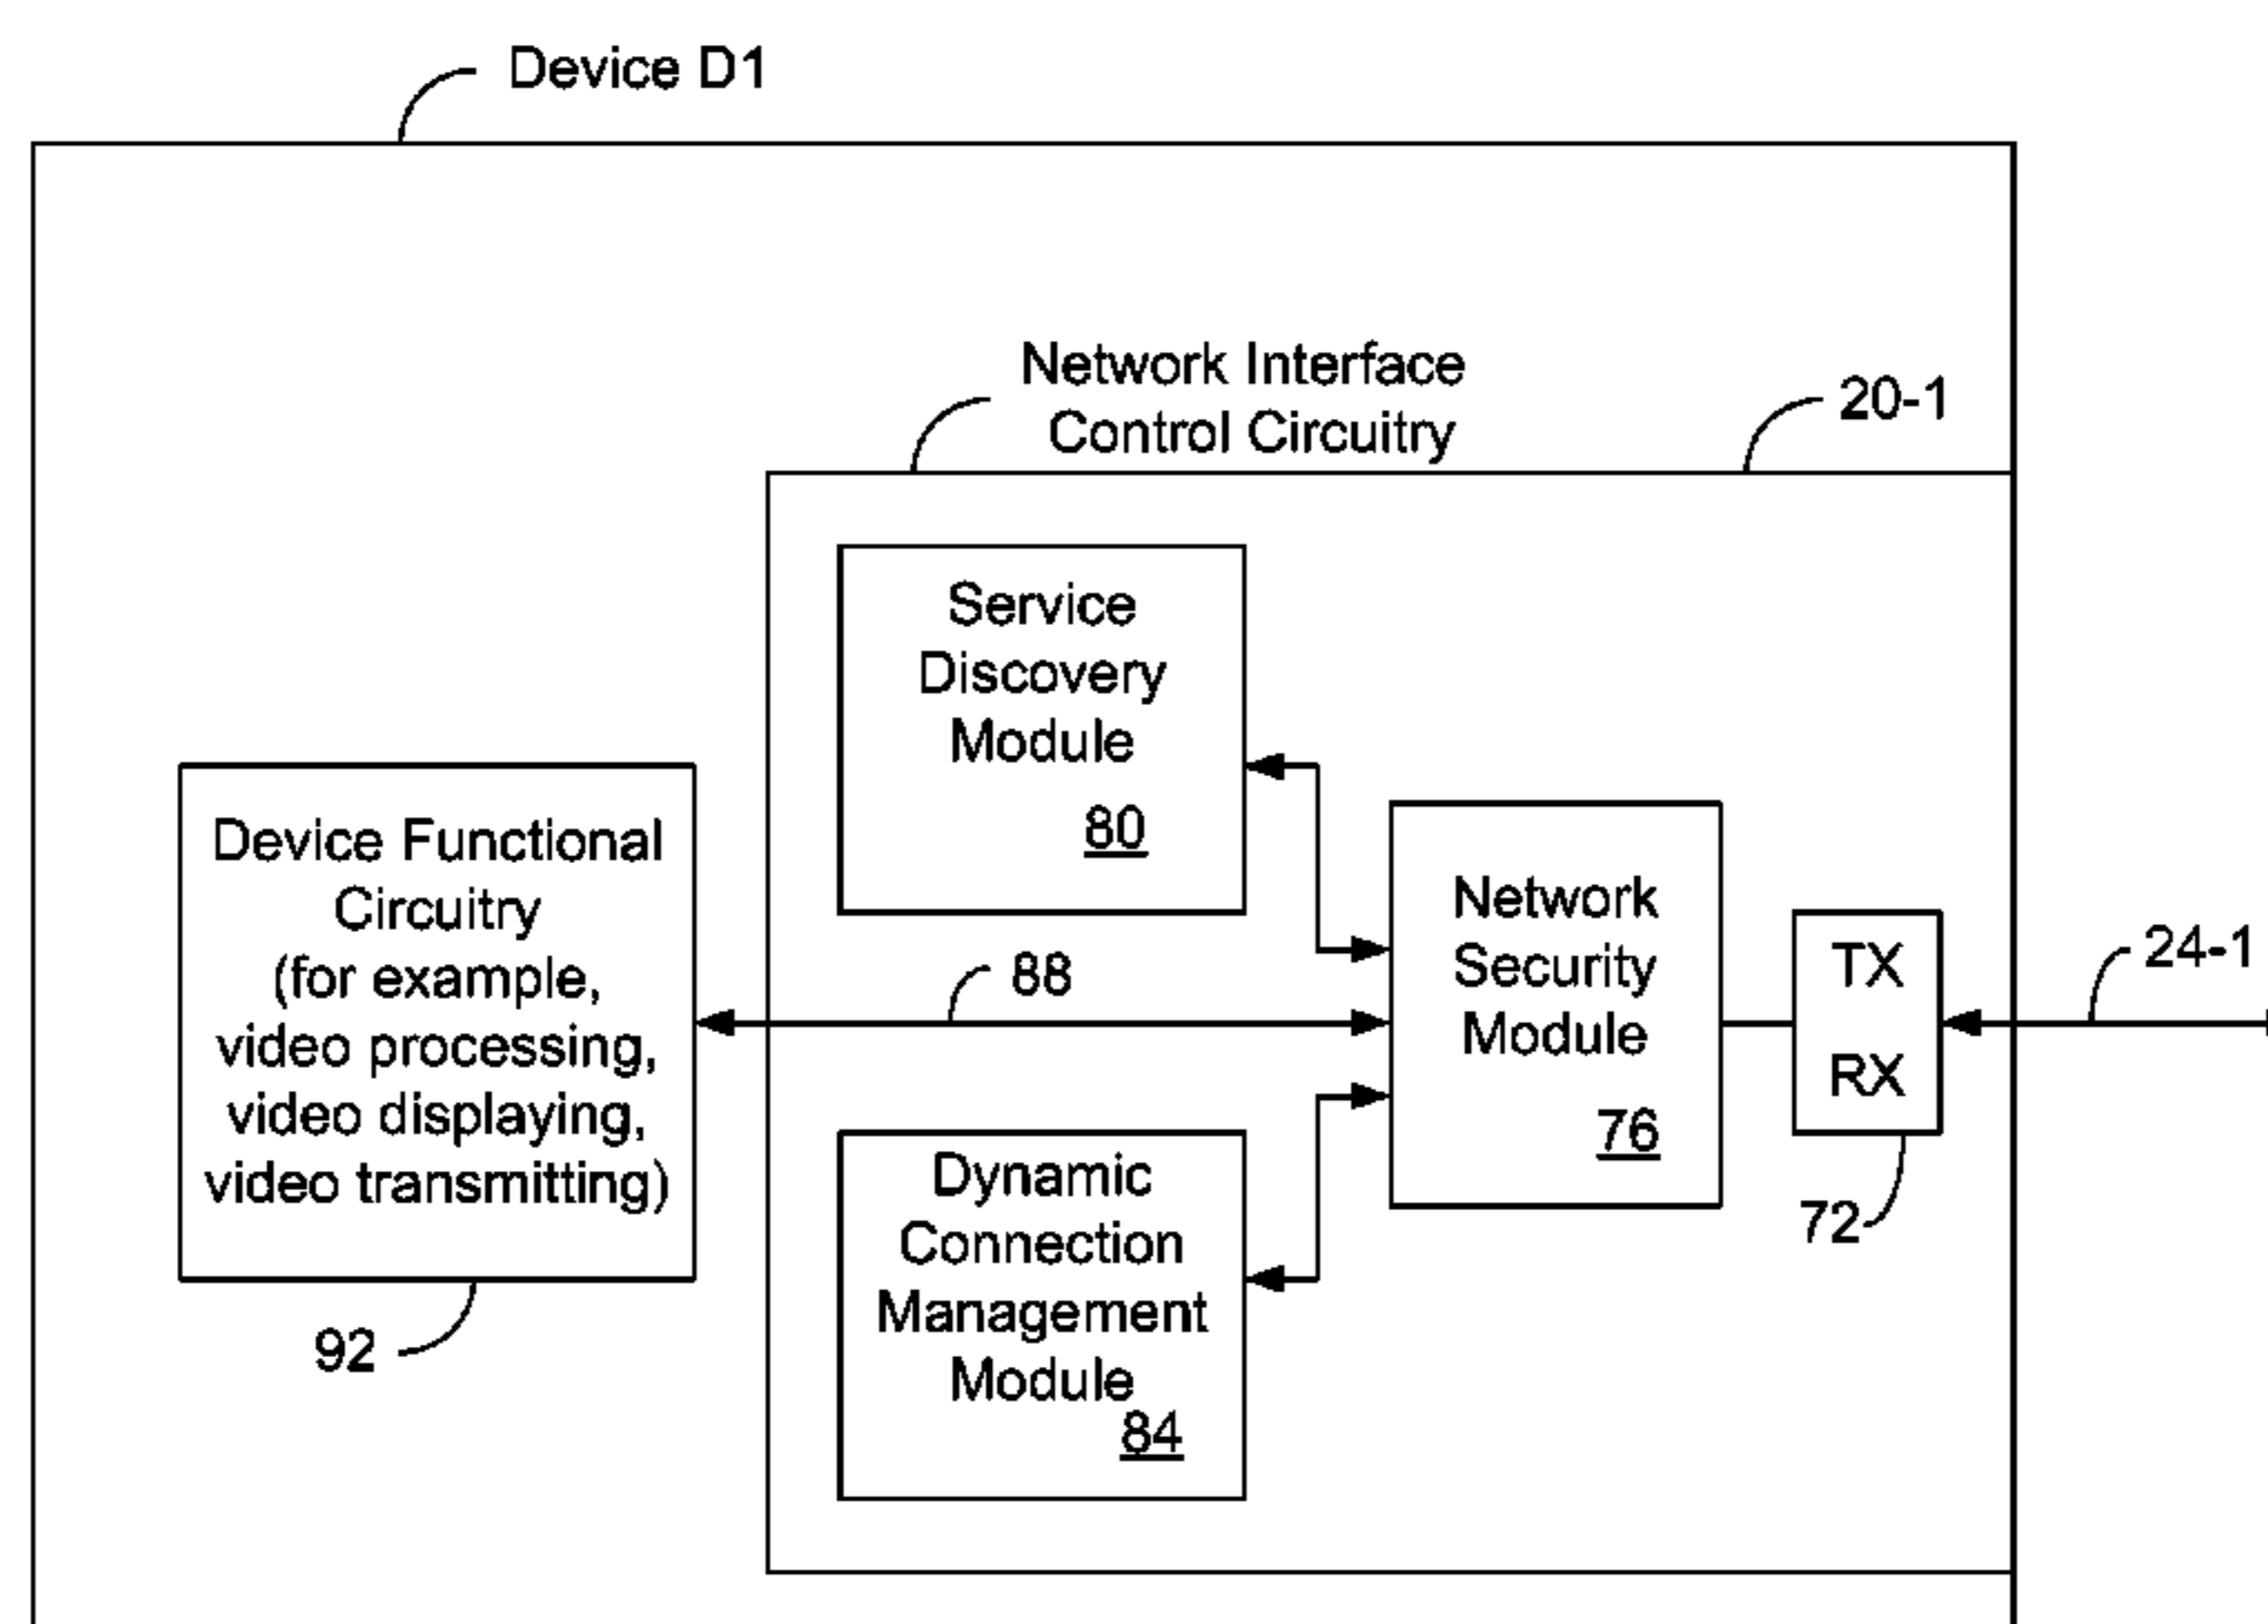 Device D1
Network Interface
Control Circuitry
20-1
Service
Discovery
Module
80
Device Functional
Circuitry
(for example,
video processing,
video displaying,
video transmitting)
92
88
Network
Security
Module
76
TX
RX
72
24-1
Dynamic
Connection
Management
Module
84